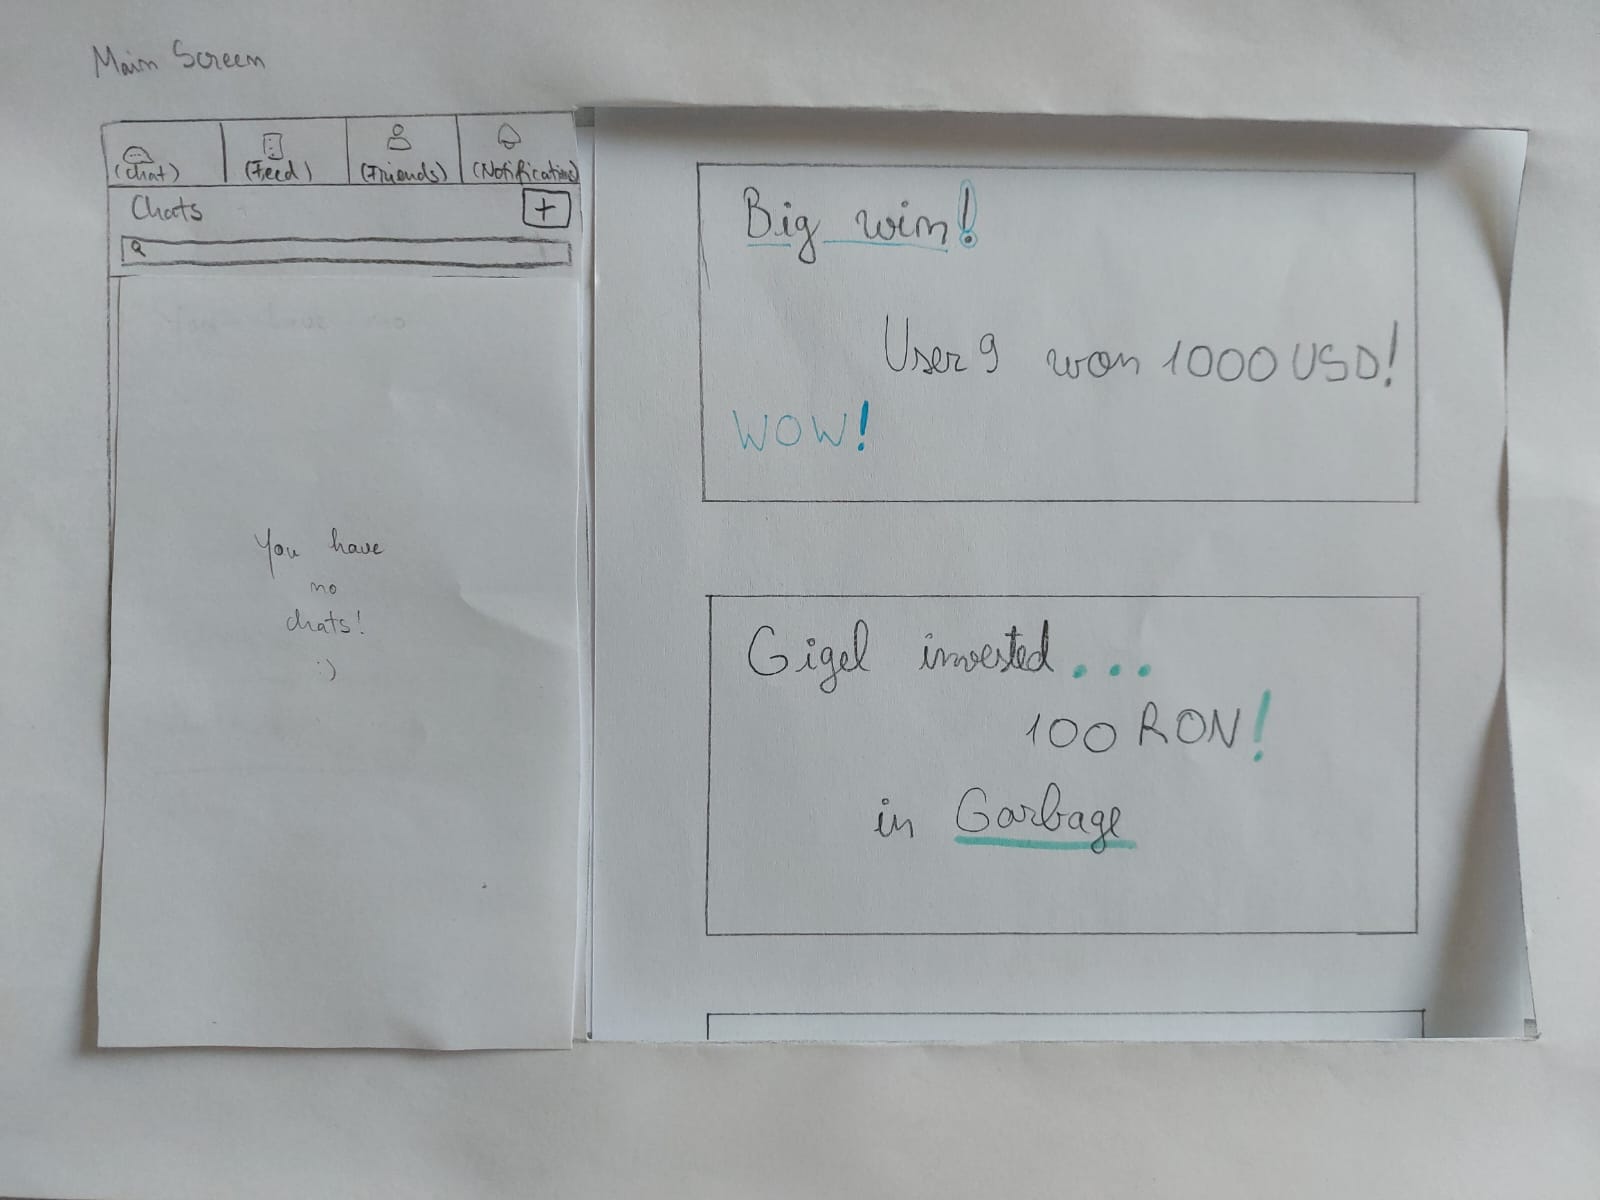 Main Screen
(Chat)
(Feed)
(Friends)
(Notifications)
Chats
+
You have
no
chats!
:)
Big win!
User 9 won 1000 USD!
WOW!
Gigel invested...
100 RON!
in Garbage